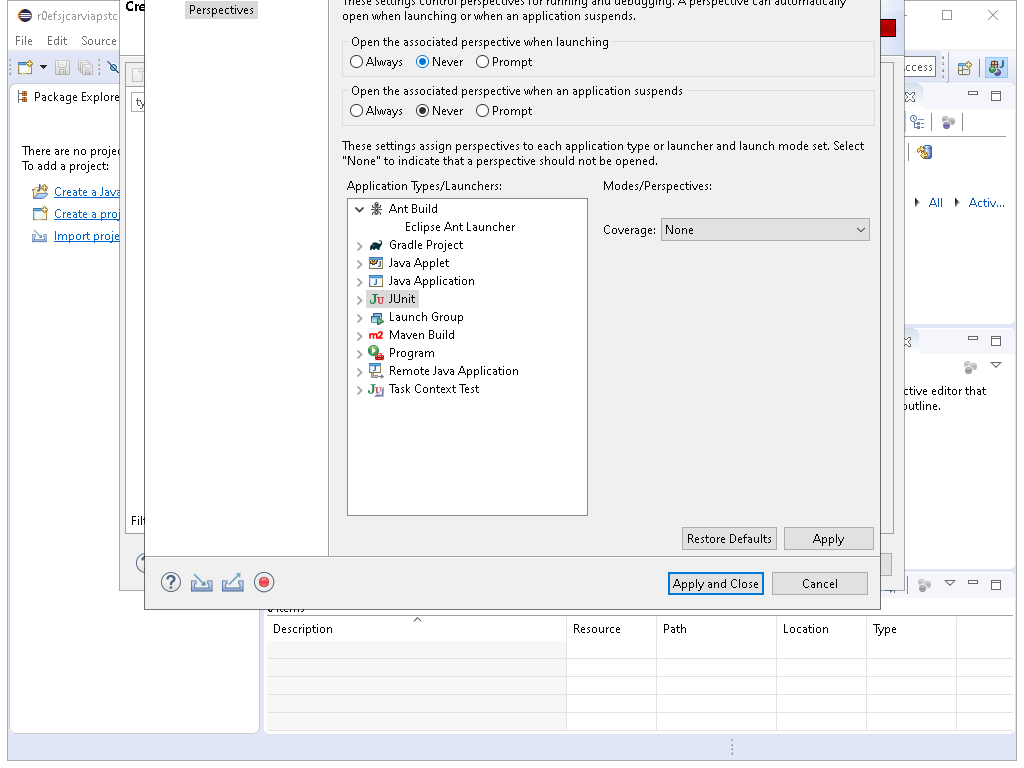 Perspectives
These settings control perspectives for running and debugging. A perspective can automatically
open when launching or when an application suspends.
Open the associated perspective when launching
Always
Never
Prompt
Open the associated perspective when an application suspends
Always
Never
Prompt
These settings assign perspectives to each application type or launcher and launch mode set. Select
"None" to indicate that a perspective should not be opened.
Application Types/Launchers:
Modes/Perspectives:
Ant Build
Eclipse Ant Launcher
Gradle Project
Java Applet
Java Application
JUnit
Launch Group
Maven Build
Program
Remote Java Application
Task Context Test
Coverage:
None
Restore Defaults
Apply
Apply and Close
Cancel
r0efsjcarviapstc
Cre
File
Edit
Source
Package Explore
There are no proje
To add a project:
Create a Java
Create a proj
Import proje
ty
Filt
ccess
All
Activ...
ctive editor that
outline.
0 items
Description
Resource
Path
Location
Type